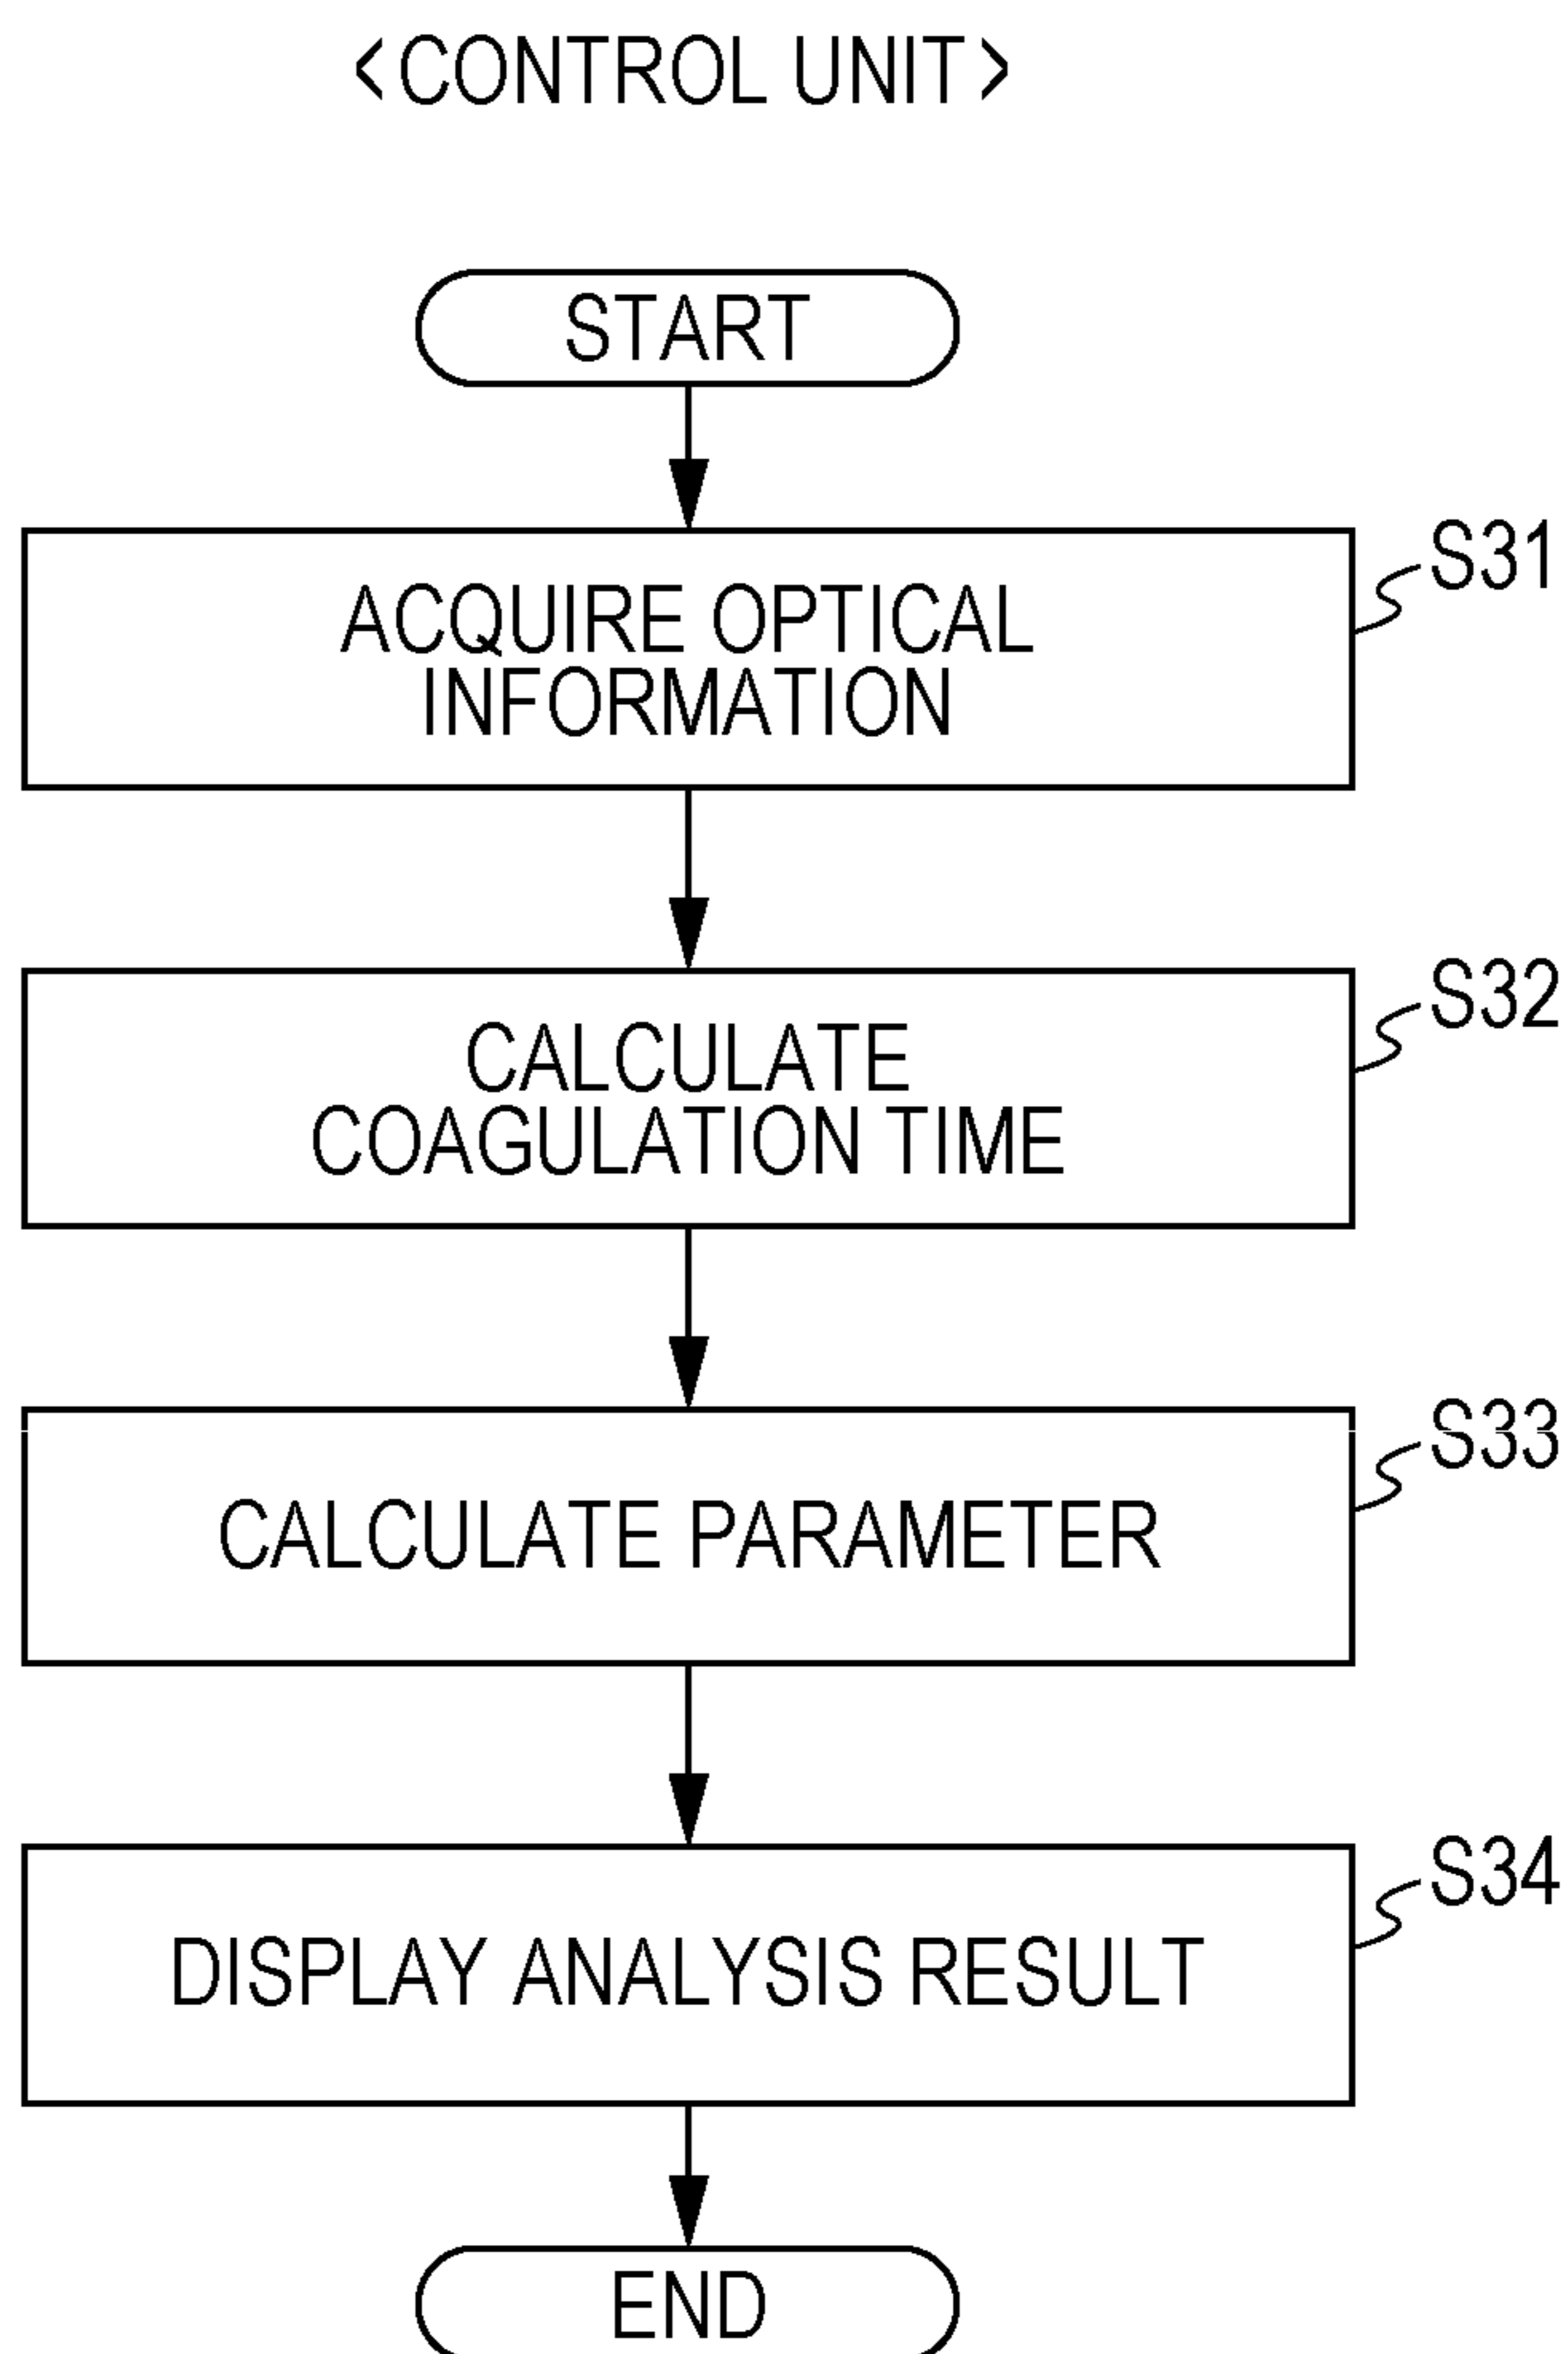 <CONTROL UNIT>
START
S31
ACQUIRE OPTICAL
INFORMATION
S32
CALCULATE
COAGULATION TIME
S33
CALCULATE PARAMETER
S34
DISPLAY ANALYSIS RESULT
END